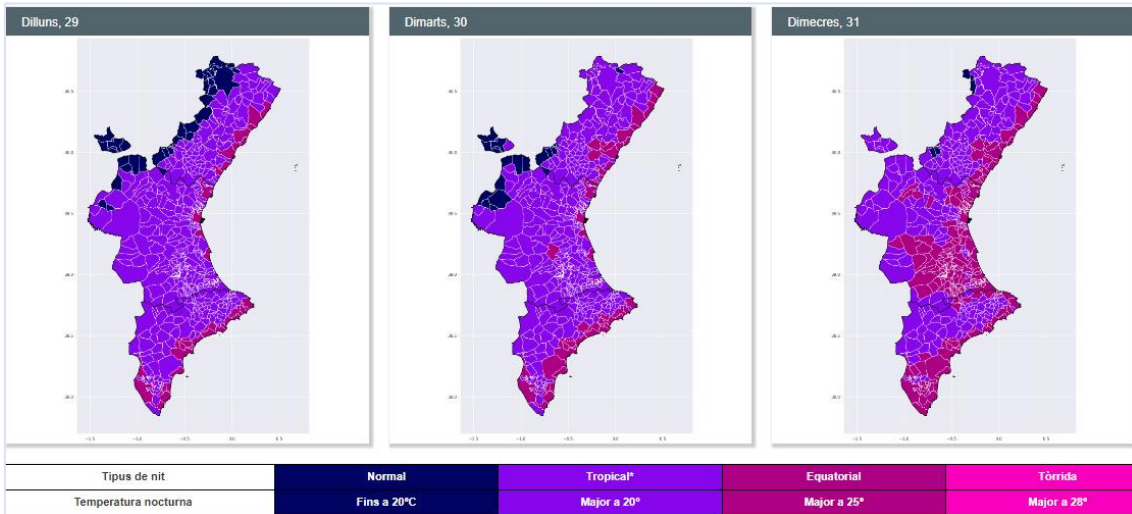 Dilluns, 29
Dimarts, 30
Dimecres, 31
Tipus de nit Normal Tropical* Equatorial Tòrrida
Temperatura nocturna Fins a 20ºC Major a 20º Major a 25º Major a 28º